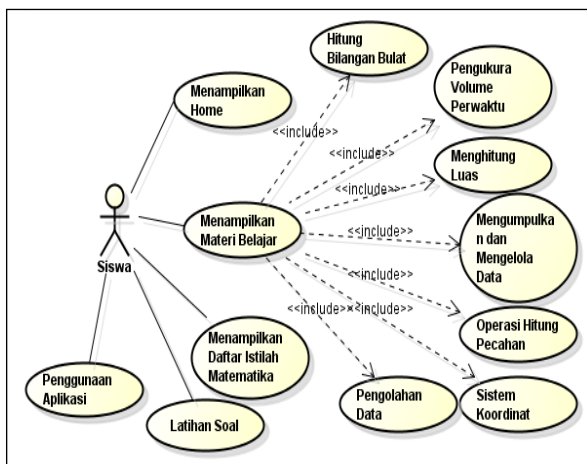 Hitung
Bilangan Bulat
Pengukura
Volume
Perwaktu
Menampilkan
Home
<<include>>
<<include>>
Menghitung
Luas
<<include>>
Menampilkan
Materi Belajar
<<include>>
Mengumpulka
n dan
Mengelola
Data
Siswa
<<include>>
<<include>>
<<include>>
Operasi Hitung
Pecahan
Menampilkan
Daftar Istilah
Matematika
Penggunaan
Aplikasi
Pengolahan
Data
Sistem
Koordinat
Latihan Soal